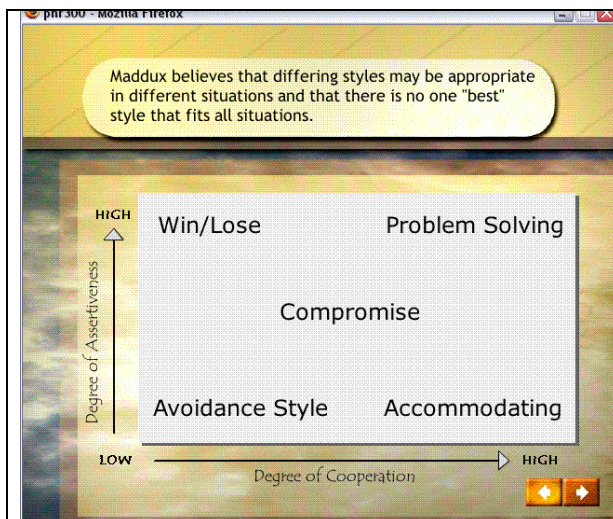 phr300 - Mozilla Firefox
Maddux believes that differing styles may be appropriate
in different situations and that there is no one "best"
style that fits all situations.
HIGH
Win/Lose
Problem Solving
Degree of Assertiveness
Compromise
Avoidance Style
Accommodating
LOW
HIGH
Degree of Cooperation